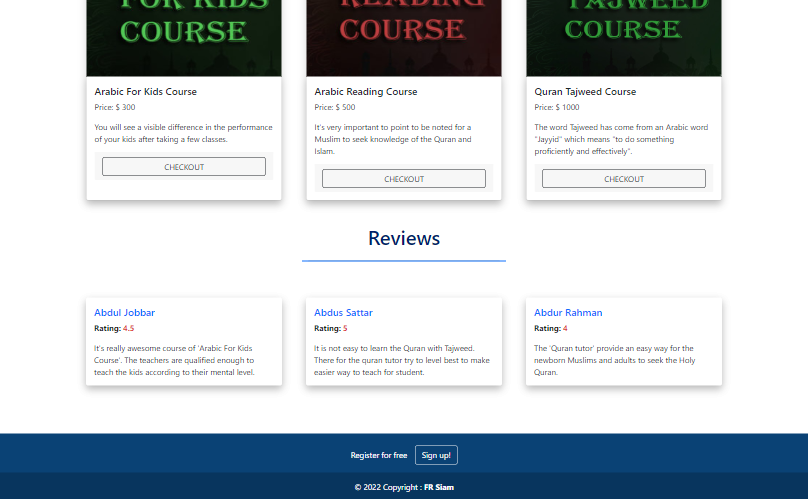 FOR KIDS
COURSE
READING
COURSE
TAJWEED
COURSE
Arabic For Kids Course
Price: $ 300
You will see a visible difference in the performance
of your kids after taking a few classes.
CHECKOUT
Arabic Reading Course
Price: $ 500
It's very important to point to be noted for a
Muslim to seek knowledge of the Quran and
Islam.
CHECKOUT
Quran Tajweed Course
Price: $ 1000
The word Tajweed has come from an Arabic word
"Jayyid" which means "to do something
proficiently and effectively".
CHECKOUT
Reviews
Abdul Jobbar
Rating: 4.5
It's really awesome course of 'Arabic For Kids
Course'. The teachers are qualified enough to
teach the kids according to their mental level.
Abdus Sattar
Rating: 5
It is not easy to learn the Quran with Tajweed.
There for the quran tutor try to level best to make
easier way to teach for student.
Abdur Rahman
Rating: 4
The 'Quran tutor' provide an easy way for the
newborn Muslims and adults to seek the Holy
Quran.
Register for free
Sign up!
© 2022 Copyright : FR Siam